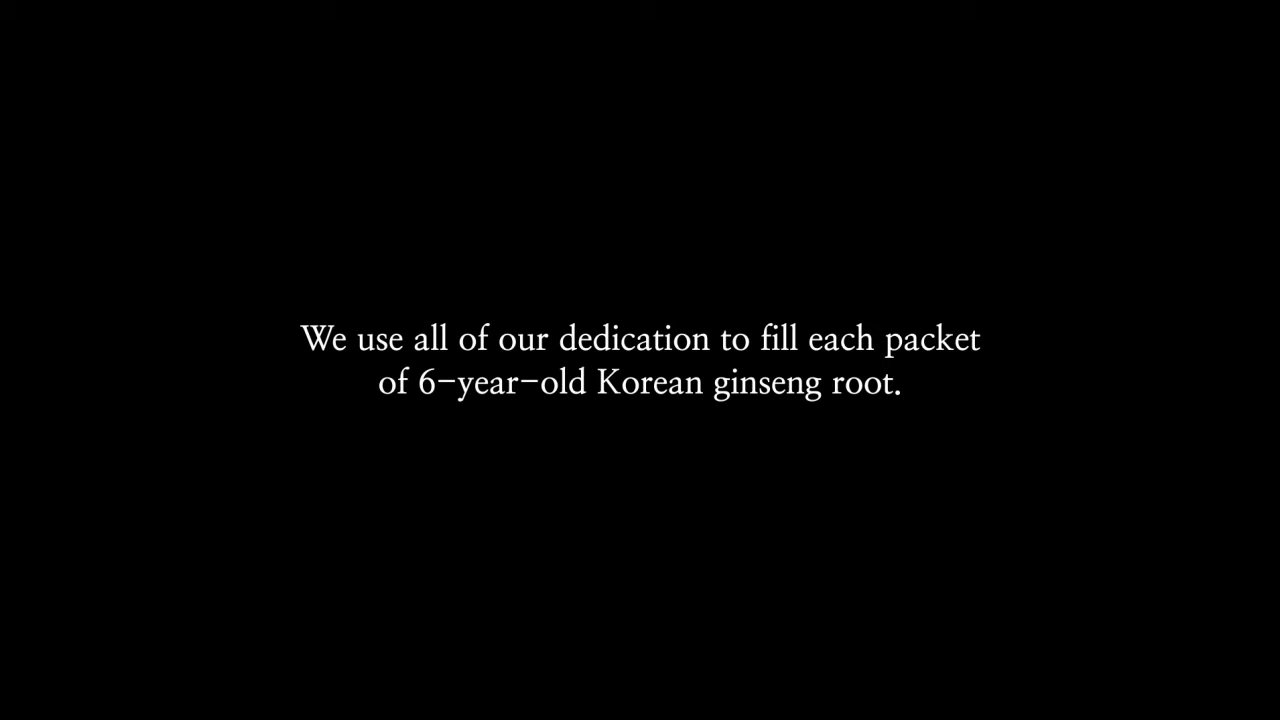 We use all of our dedication to fill each packet
of 6-year-old Korean ginseng root.